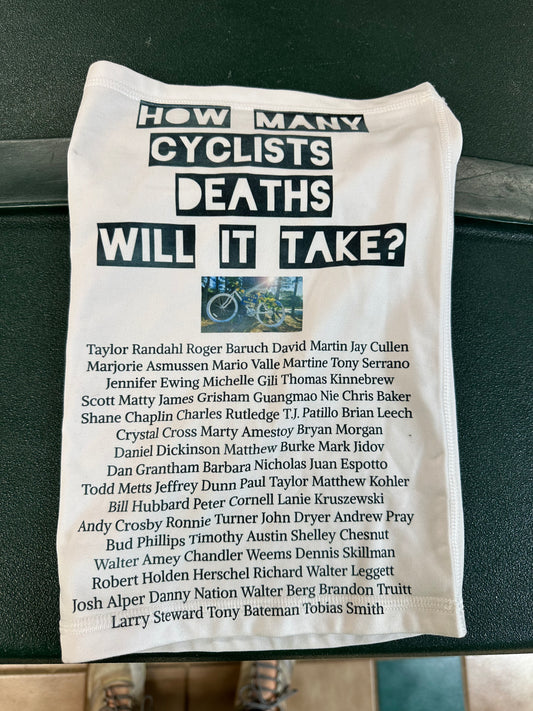 HOW MANY
CYCLISTS
DEATHS
WILL IT TAKE?
Taylor Randahl Roger Baruch David Martin Jay Cullen
Marjorie Asmussen Mario Valle Martine Tony Serrano
Jennifer Ewing Michelle Gili Thomas Kinnebrew
Scott Matty James Grisham Guangmao Nie Chris Baker
Shane Chaplin Charles Rutledge T.J. Patillo Brian Leech
Crystal Cross Marty Amestoy Bryan Morgan
Daniel Dickinson Matthew Burke Mark Jidov
Dan Grantham Barbara Nicholas Juan Espotto
Todd Metts Jeffrey Dunn Paul Taylor Matthew Kohler
Bill Hubbard Peter Cornell Lanie Kruszewski
Andy Crosby Ronnie Turner John Dryer Andrew Pray
Bud Phillips Timothy Austin Shelley Chesnut
Walter Amey Chandler Weems Dennis Skillman
Robert Holden Herschel Richard Walter Leggett
Josh Alper Danny Nation Walter Berg Brandon Truitt
Larry Steward Tony Bateman Tobias Smith